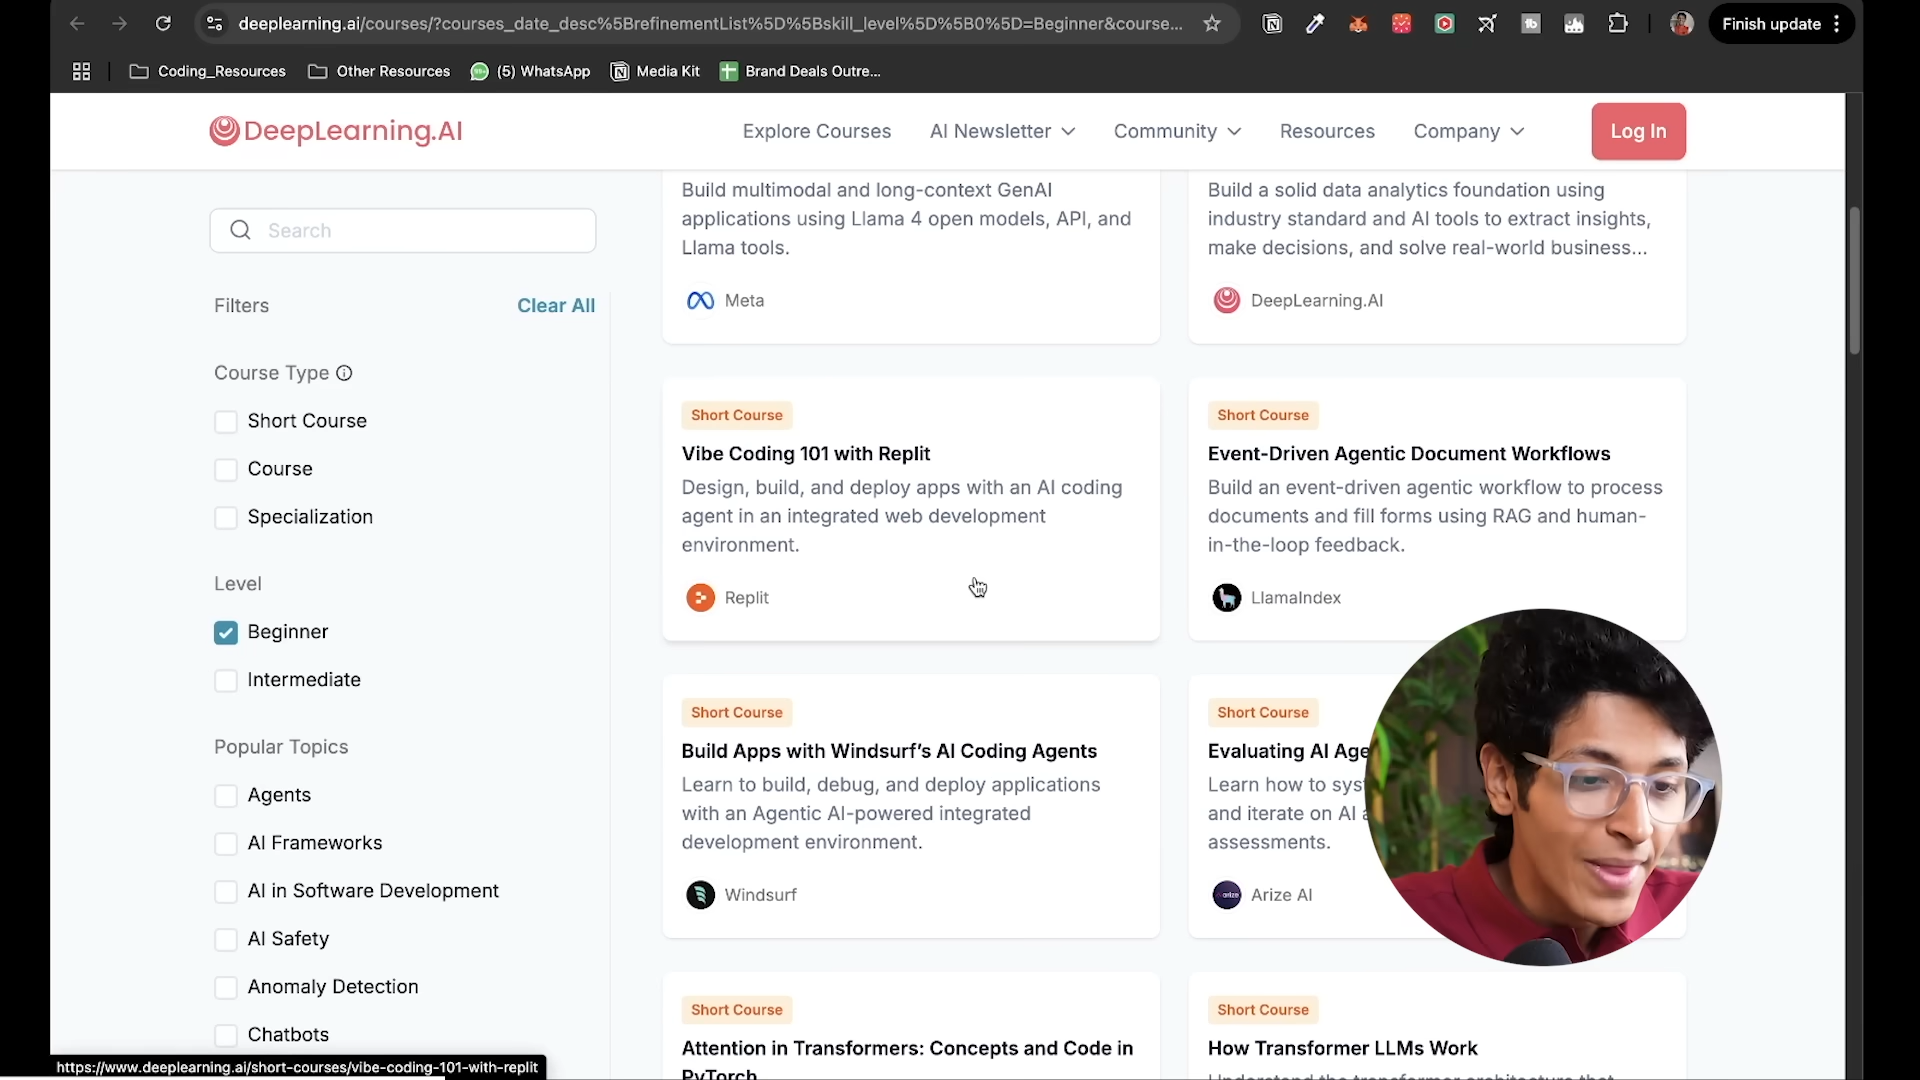 deeplearning.ai/courses/?courses_date_desc%5BrefinementList%5D%5Bskill_level%5D%5B0%5D=Beginner&course...
Finish update
Coding_Resources
Other Resources
(5) WhatsApp
Media Kit
Brand Deals Outre...
DeepLearning.AI
Explore Courses
AI Newsletter
Community
Resources
Company
Log In
Search
Filters
Clear All
Course Type
Short Course
Course
Specialization
Level
Beginner
Intermediate
Popular Topics
Agents
AI Frameworks
AI in Software Development
AI Safety
Anomaly Detection
Chatbots
Build multimodal and long-context GenAI
applications using Llama 4 open models, API, and
Llama tools.
Meta
Build a solid data analytics foundation using
industry standard and AI tools to extract insights,
make decisions, and solve real-world business...
DeepLearning.AI
Short Course
Vibe Coding 101 with Replit
Design, build, and deploy apps with an AI coding
agent in an integrated web development
environment.
Replit
Short Course
Event-Driven Agentic Document Workflows
Build an event-driven agentic workflow to process
documents and fill forms using RAG and human-
in-the-loop feedback.
LlamaIndex
Short Course
Build Apps with Windsurf's AI Coding Agents
Learn to build, debug, and deploy applications
with an Agentic AI-powered integrated
development environment.
Windsurf
Short Course
Evaluating AI Age
Learn how to sys
and iterate on AI a
assessments.
arize
Arize AI
Short Course
Attention in Transformers: Concepts and Code in
PyTorch
Short Course
How Transformer LLMs Work
Understand the transformer architecture that
https://www.deeplearning.ai/short-courses/vibe-coding-101-with-replit